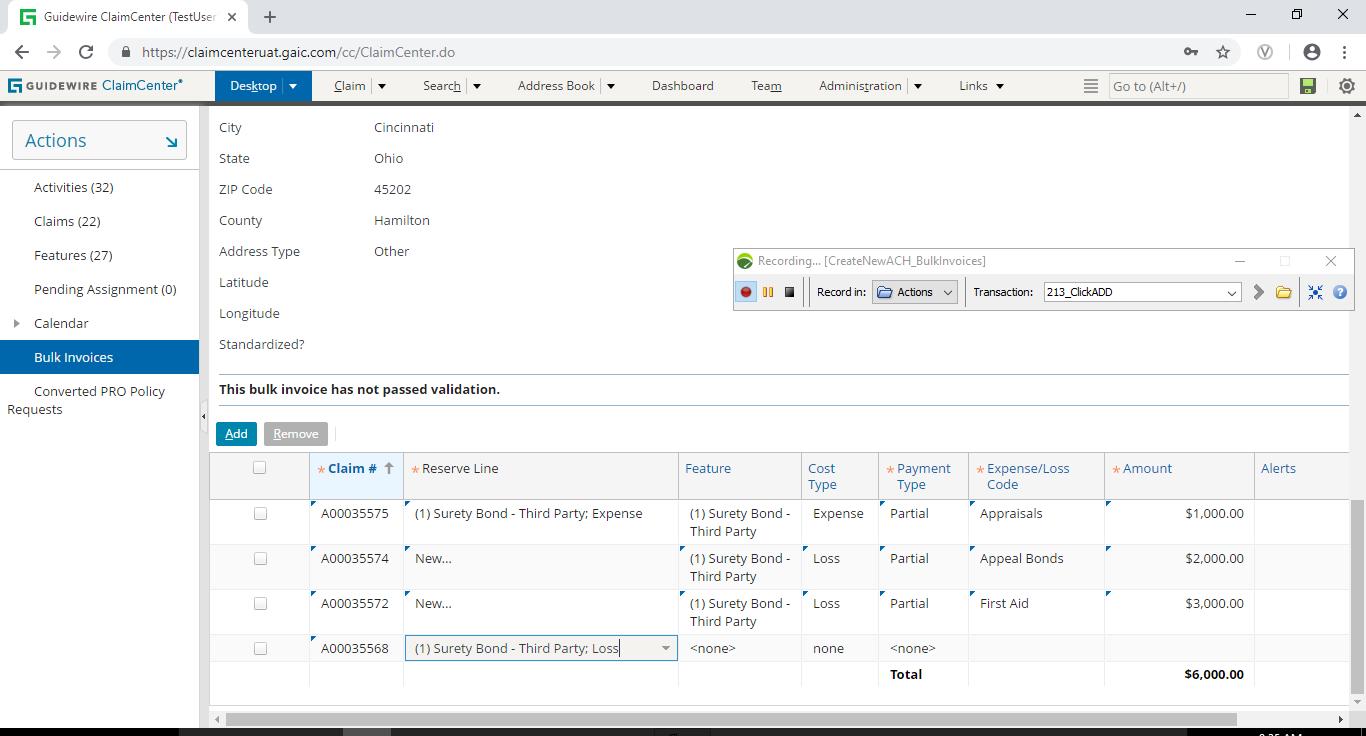 Guidewire ClaimCenter (TestUser
https://claimcenteruat.gaic.com/cc/ClaimCenter.do
GUIDEWIRE ClaimCenter
Desktop
Claim
Search
Address Book
Dashboard
Team
Administration
Links
Go to (Alt+/)
Actions
Activities (32)
Claims (22)
Features (27)
Pending Assignment (0)
Calendar
Bulk Invoices
Converted PRO Policy
Requests
City Cincinnati
State Ohio
ZIP Code 45202
County Hamilton
Address Type Other
Latitude
Longitude
Standardized?
Recording... [CreateNewACH_BulkInvoices]
Record in: Actions Transaction: 213_ClickADD
This bulk invoice has not passed validation.
Add Remove
* Claim # * Reserve Line Feature Cost * Payment * Expense/Loss * Amount Alerts
Type Type Code
A00035575 (1) Surety Bond - Third Party; Expense (1) Surety Bond - Expense Partial Appraisals $1,000.00
Third Party
A00035574 New... (1) Surety Bond - Loss Partial Appeal Bonds $2,000.00
Third Party
A00035572 New... (1) Surety Bond - Loss Partial First Aid $3,000.00
Third Party
A00035568 (1) Surety Bond - Third Party; Loss <none> none <none>
Total $6,000.00